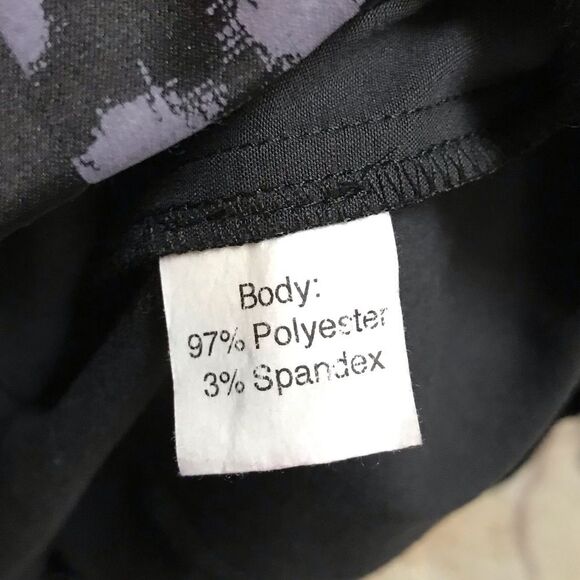 Body:
97% Polyester
3% Spandex